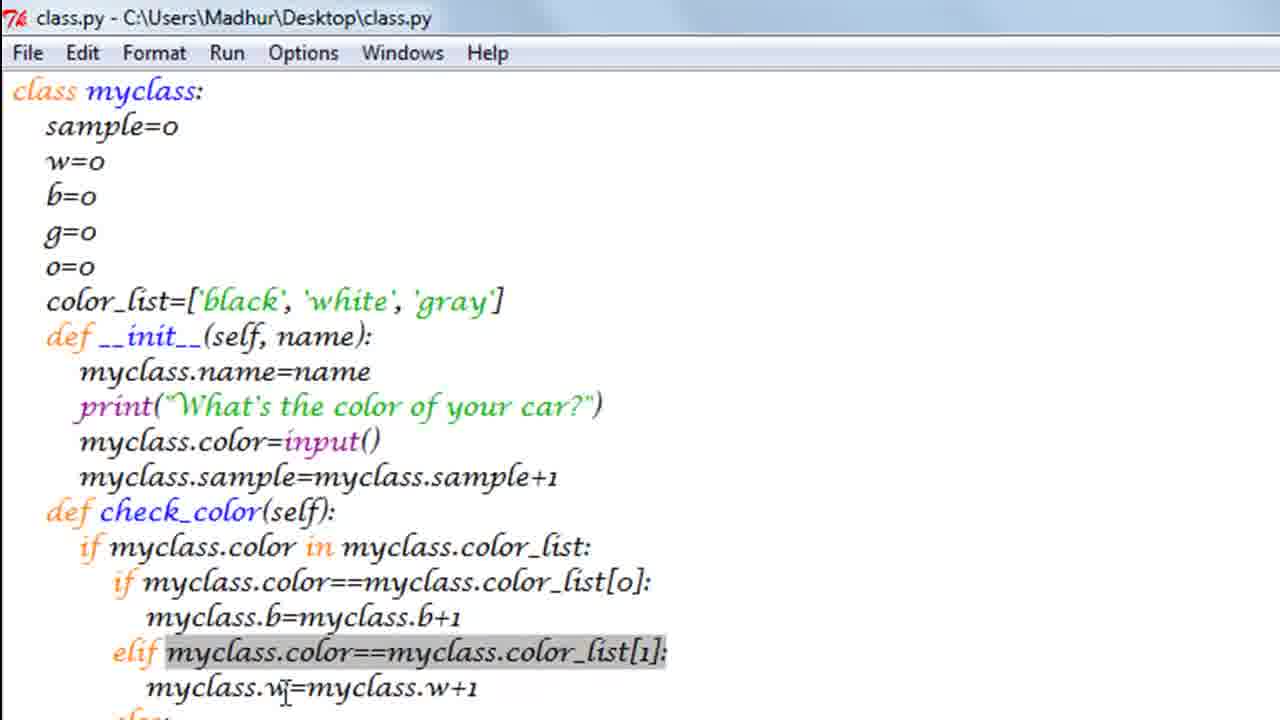 class.py - C:\Users\Madhur\Desktop\class.py
File Edit Format Run Options Windows Help
class myclass:
sample=0
w=0
b=0
g=0
o=0
color_list=['black', 'white', 'gray']
def __init__(self, name):
myclass.name=name
print("What's the color of your car?")
myclass.color=input()
myclass.sample=myclass.sample+1
def check_color(self):
if myclass.color in myclass.color_list:
if myclass.color==myclass.color_list[0]:
myclass.b=myclass.b+1
elif myclass.color==myclass.color_list[1]:
myclass.w=myclass.w+1
else: